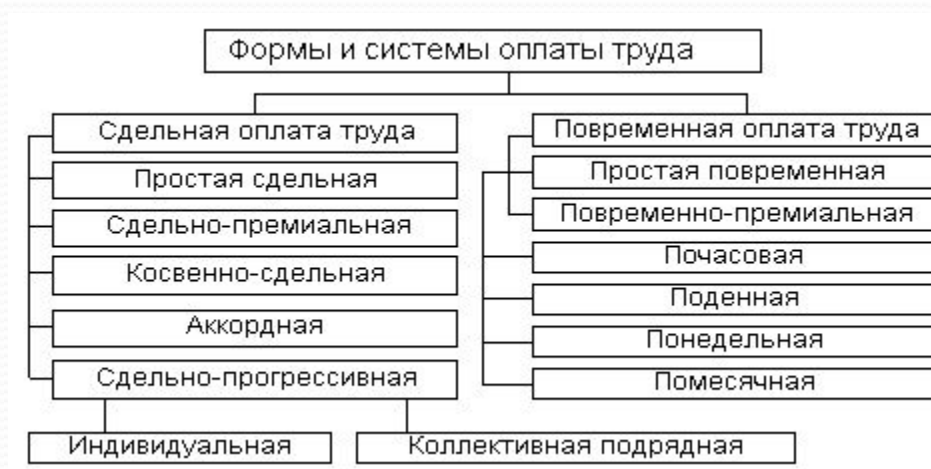 Формы и системы оплаты труда
Сдельная оплата труда
Простая сдельная
Сдельно-премиальная
Косвенно-сдельная
Аккордная
Сдельно-прогрессивная
Индивидуальная
Коллективная подрядная
Повременная оплата труда
Простая повременная
Повременно-премиальная
Почасовая
Поденная
Понедельная
Помесячная